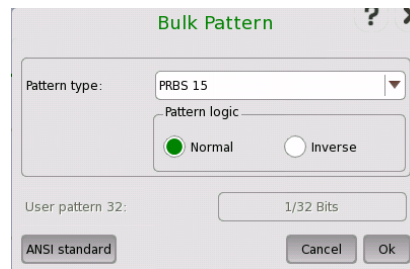 Bulk Pattern ?
Pattern type: PRBS 15
Pattern logic
Normal Inverse
User pattern 32: 1/32 Bits
ANSI standard Cancel Ok